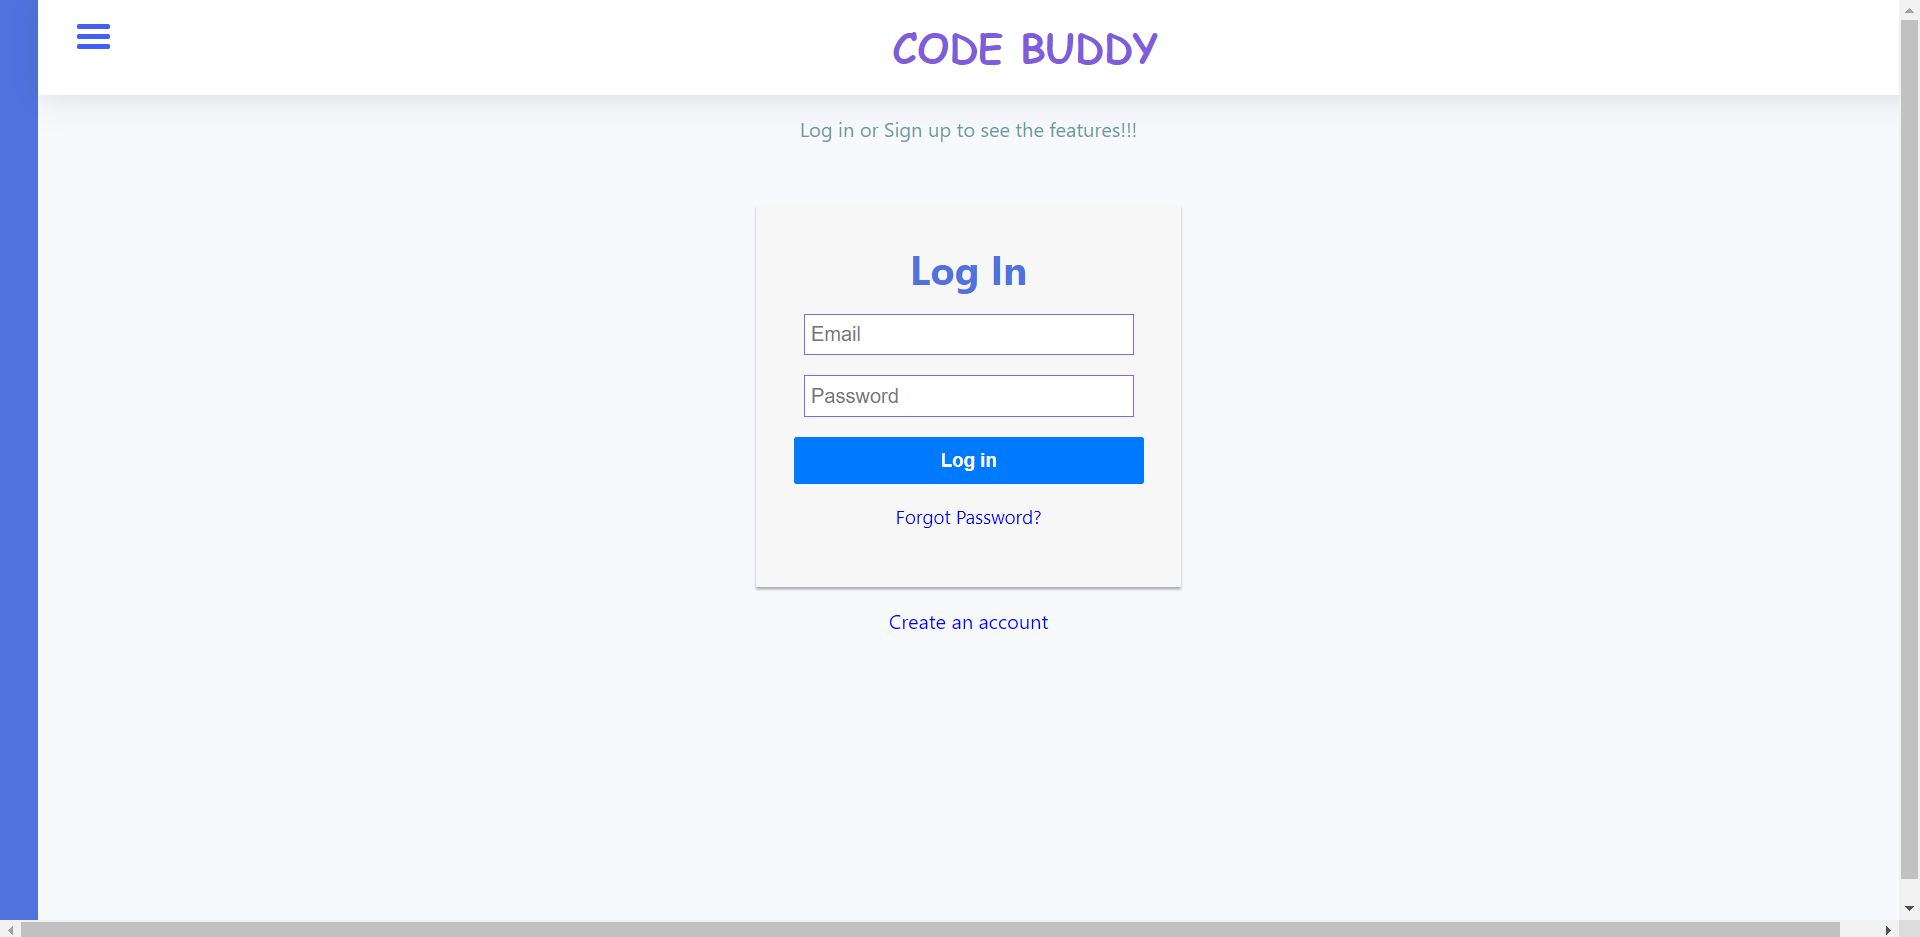 CODE BUDDY
Log in or Sign up to see the features!!!
Log In
Email
Password
Log in
Forgot Password?
Create an account